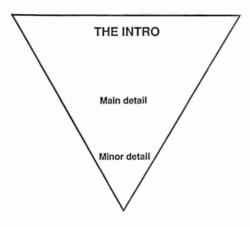 THE INTRO
Main detail
Minor detail